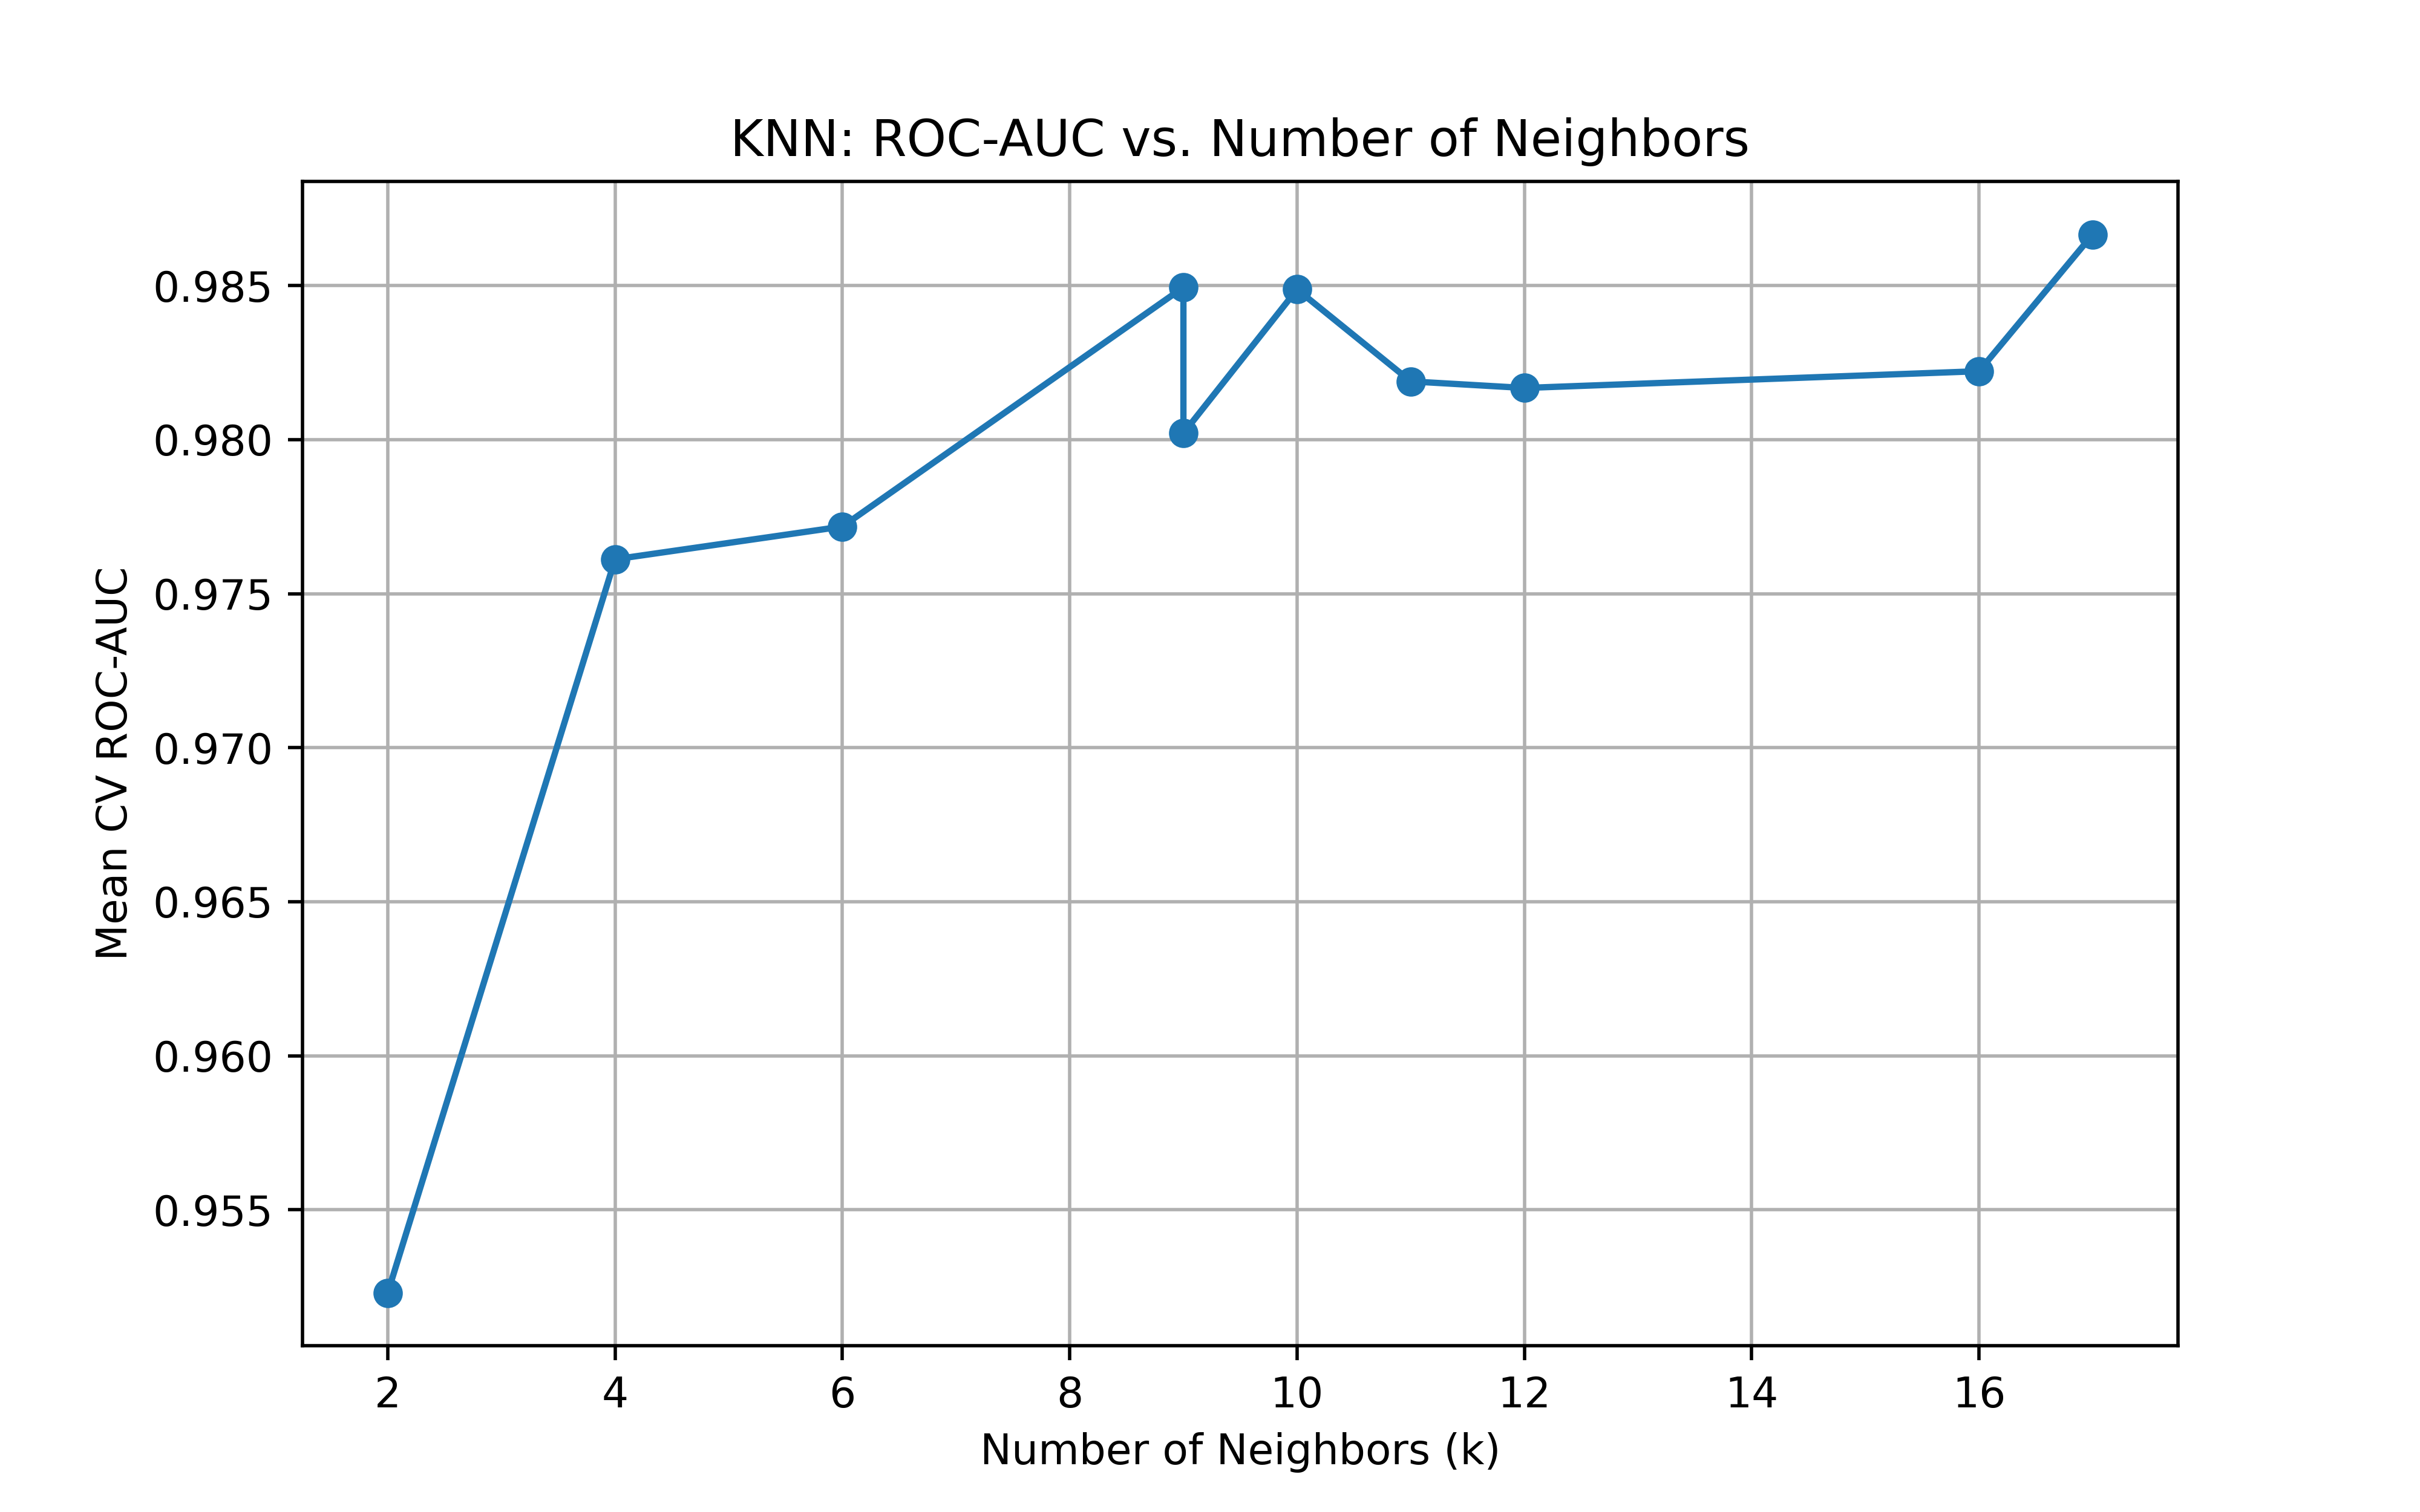 KNN: ROC-AUC vs. Number of Neighbors
Mean CV ROC-AUC
0.985
0.980
0.975
0.970
0.965
0.960
0.955
2 4 6 8 10 12 14 16
Number of Neighbors (k)